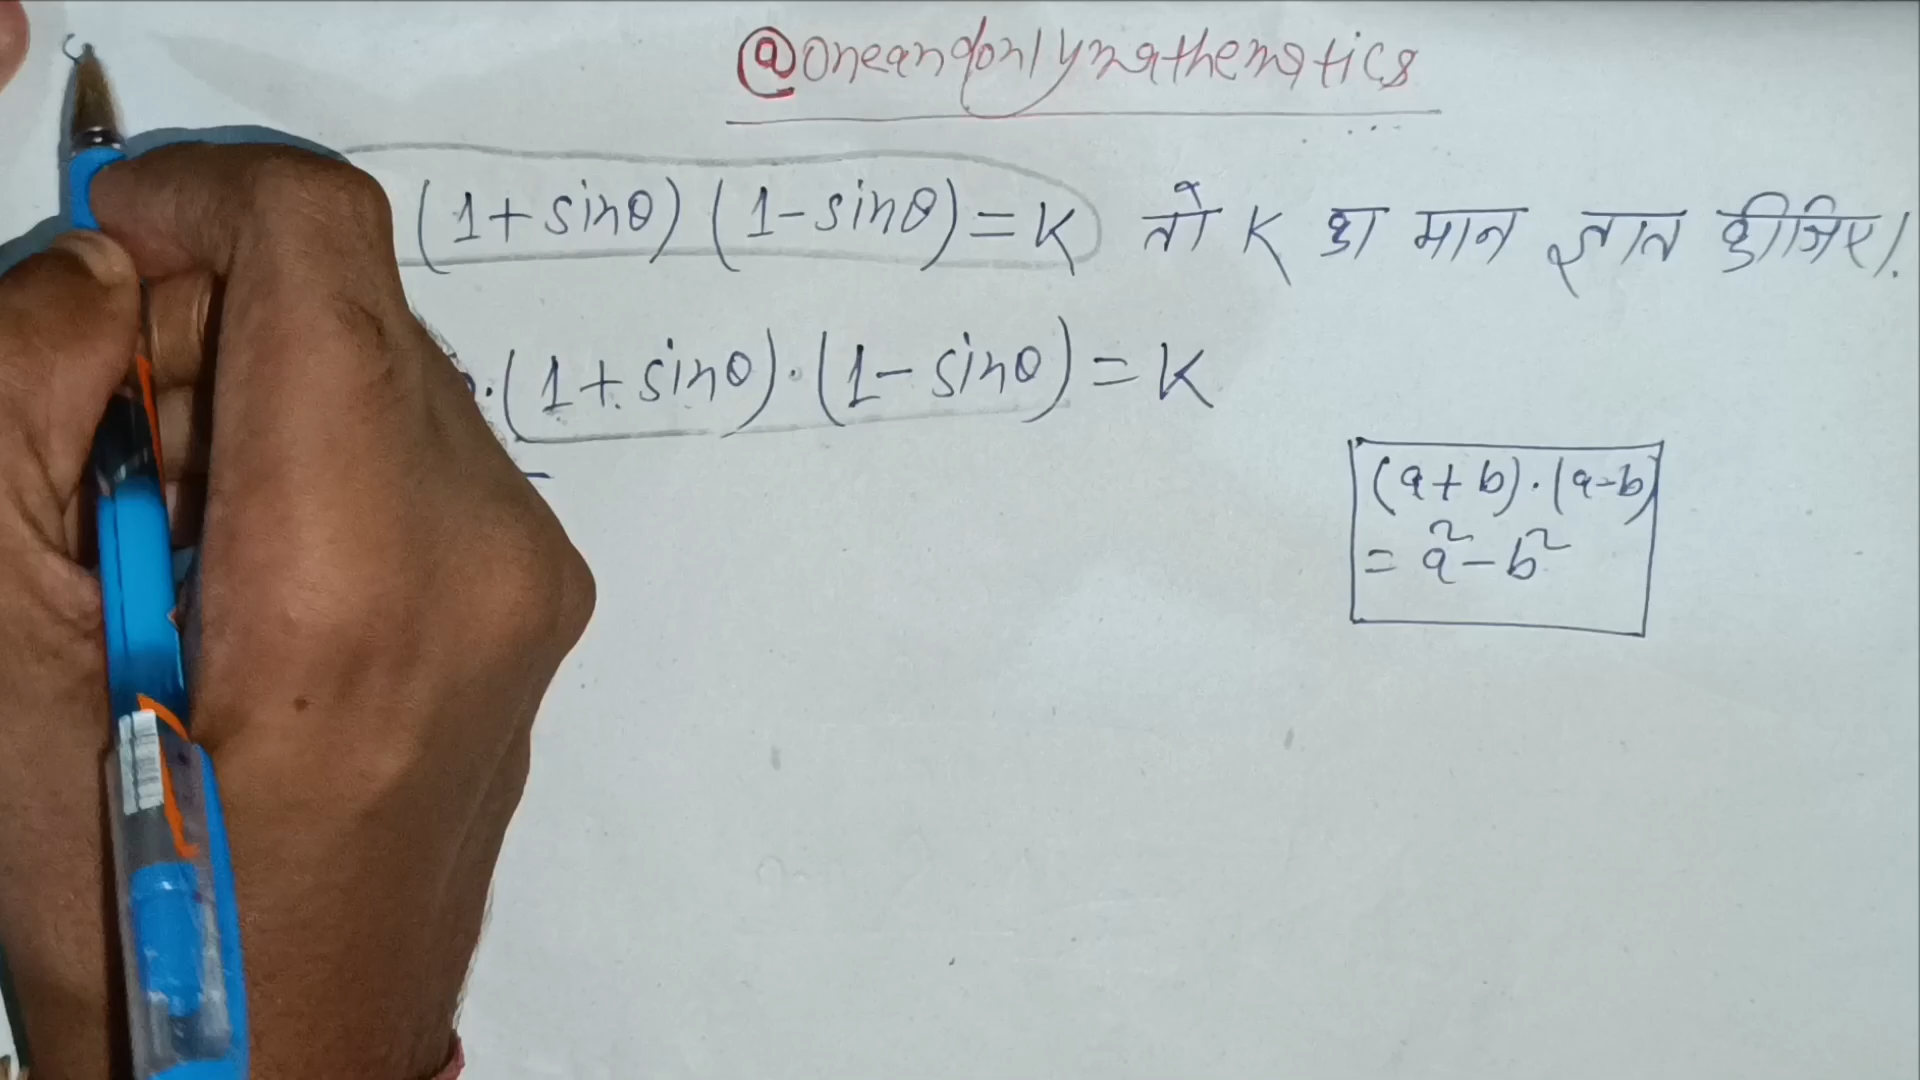 @oneandonlymathematics
(1+sinθ) (1-sinθ)=K तो K का मान ज्ञात कीजिए।
.(1+sinθ).(1-sinθ)=K
(a+b).(a-b)
=a²-b²